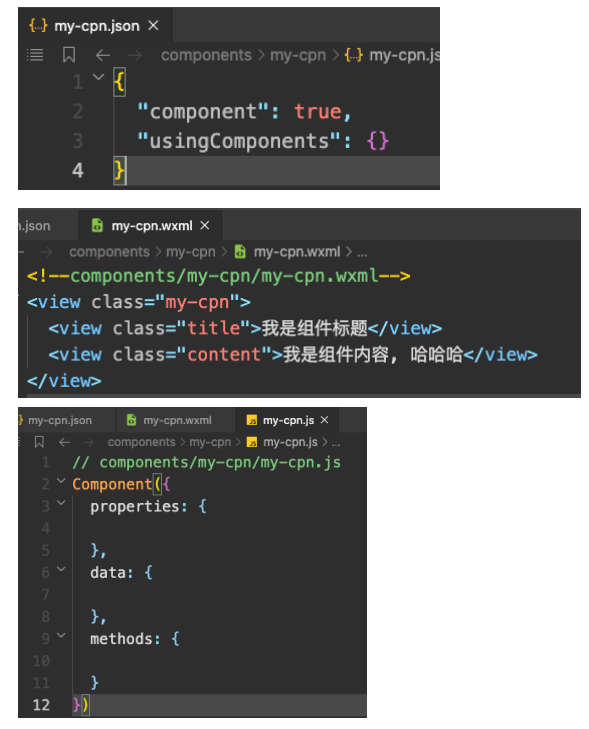 {..} my-cpn.json ×
components > my-cpn > {..} my-cpn.js
1 {
2 "component": true,
3 "usingComponents": {}
4 }
.json my-cpn.wxml ×
components > my-cpn > my-cpn.wxml > ...
<!--components/my-cpn/my-cpn.wxml-->
<view class="my-cpn">
<view class="title">我是组件标题</view>
<view class="content">我是组件内容, 哈哈哈</view>
</view>
my-cpn.json my-cpn.wxml JS my-cpn.js ×
components > my-cpn > JS my-cpn.js > ...
1 // components/my-cpn/my-cpn.js
2 Component({
3 properties: {
4
5 },
6 data: {
7
8 },
9 methods: {
10
11 }
12 })